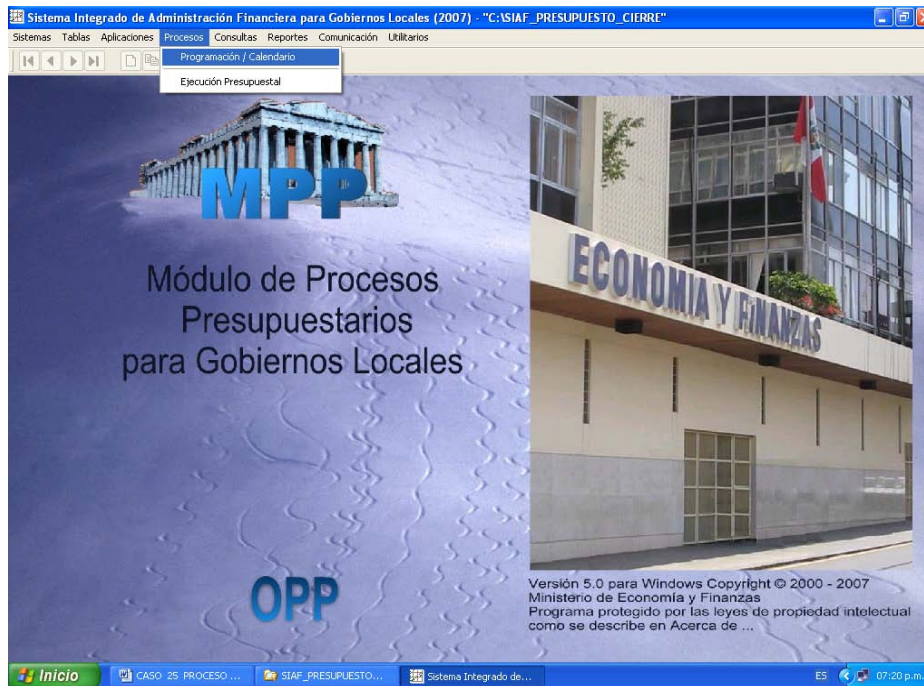 Sistema Integrado de Administración Financiera para Gobiernos Locales (2007) - "C:\SIAF_PRESUPUESTO_CIERRE"
Sistemas Tablas Aplicaciones Procesos Consultas Reportes Comunicación Utilitarios
Programación / Calendario
Ejecución Presupuestal
MPP
Módulo de Procesos
Presupuestarios
para Gobiernos Locales
OPP
ECONOMIA Y FINANZAS
Versión 5.0 para Windows Copyright © 2000 - 2007
Ministerio de Economía y Finanzas
Programa protegido por las leyes de propiedad intelectual
como se describe en Acerca de ...
Inicio CASO 25 PROCESO ... SIAF_PRESUPUESTO... Sistema Integrado de... ES 07:20 p.m.